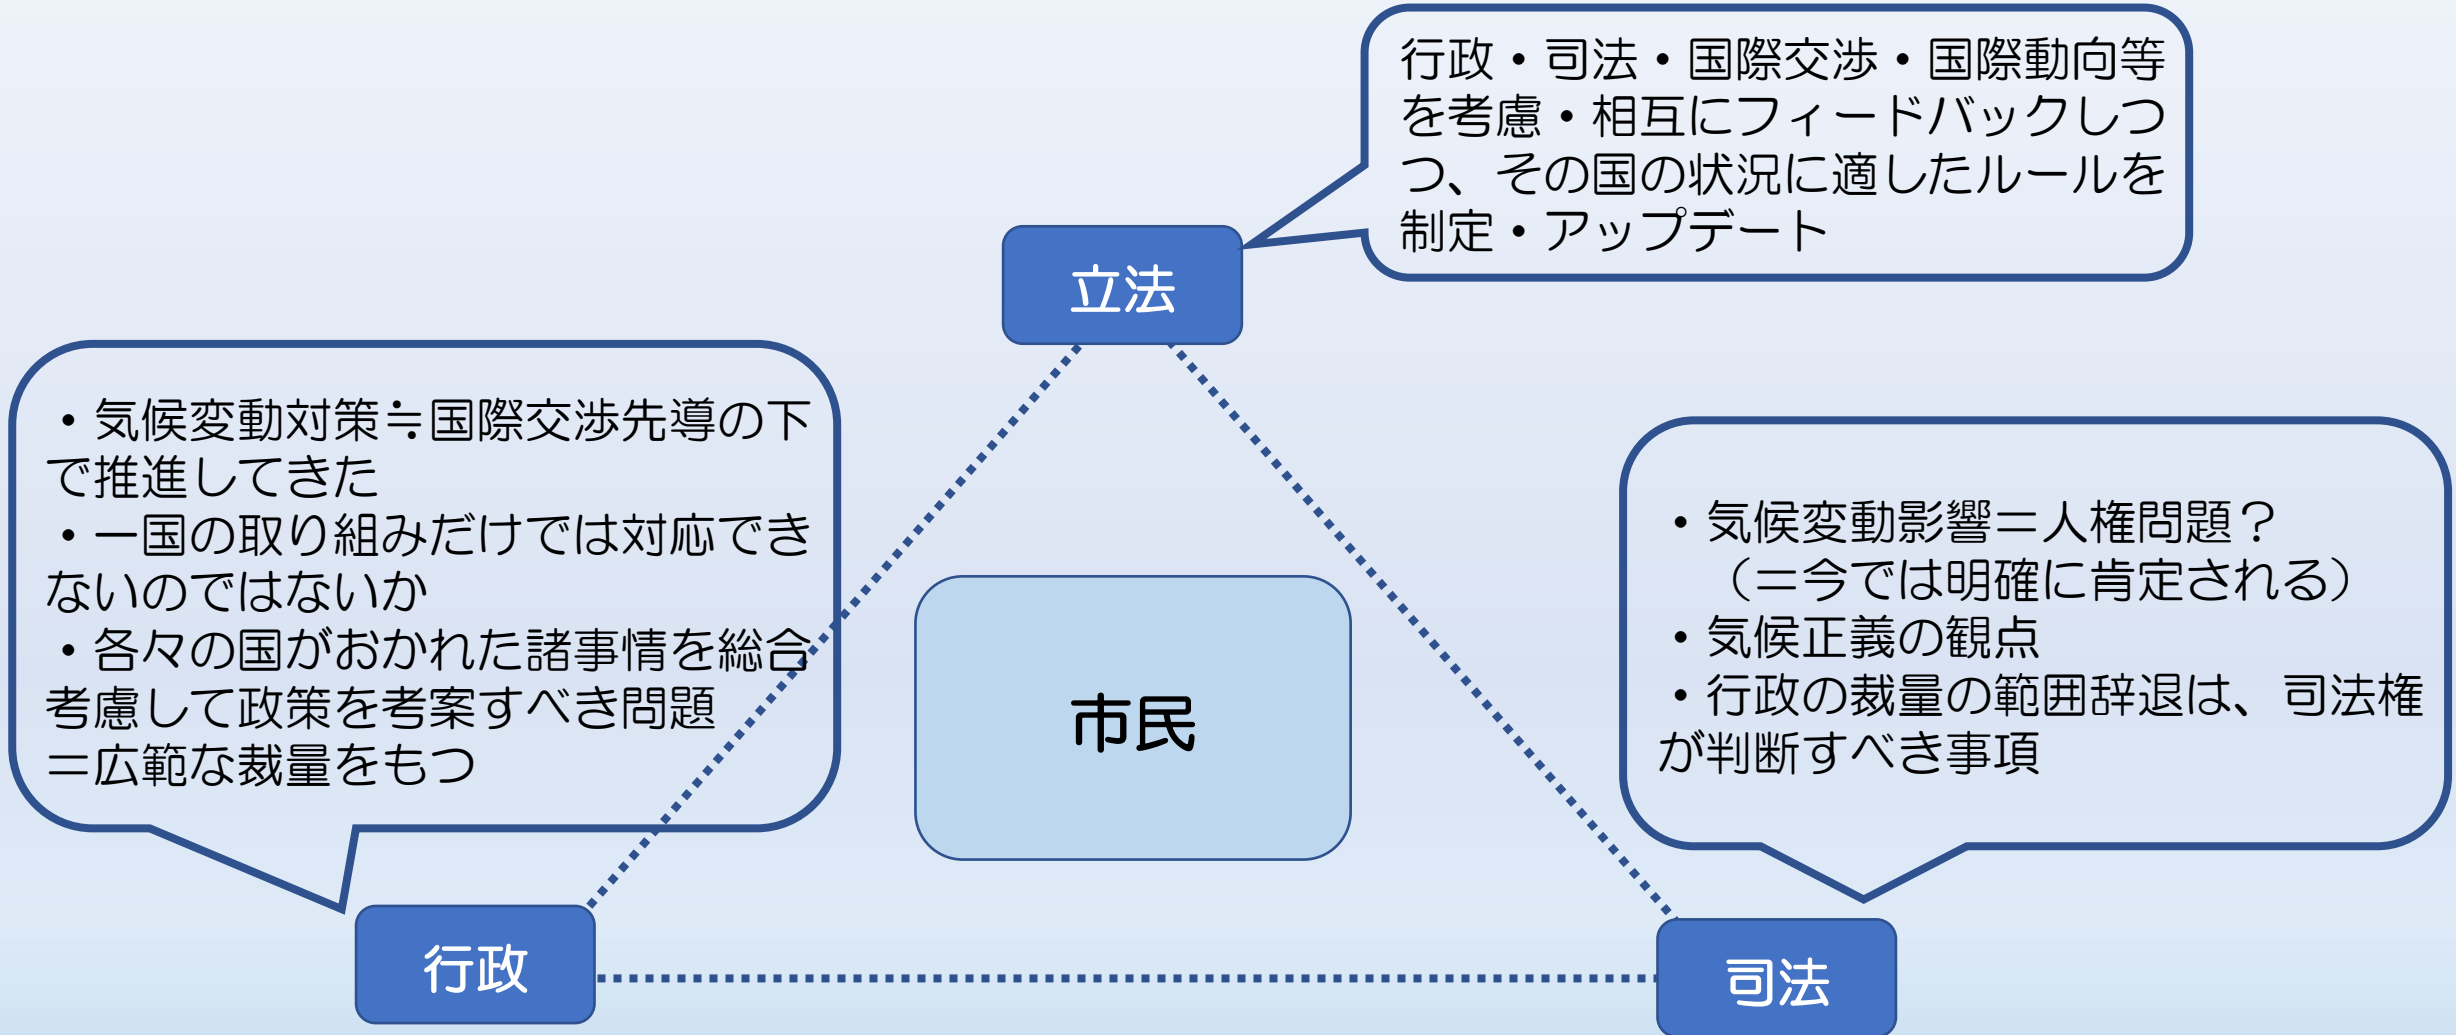 行政・司法・国際交渉・国際動向等
を考慮・相互にフィードバックしつ
つ、その国の状況に適したルールを
制定・アップデート
立法
・気候変動対策≒国際交渉先導の下
で推進してきた
・一国の取り組みだけでは対応でき
ないのではないか
・各々の国がおかれた諸事情を総合
考慮して政策を考案すべき問題
＝広範な裁量をもつ
・気候変動影響＝人権問題？
（＝今では明確に肯定される）
・気候正義の観点
・行政の裁量の範囲辞退は、司法権
が判断すべき事項
市民
行政
司法